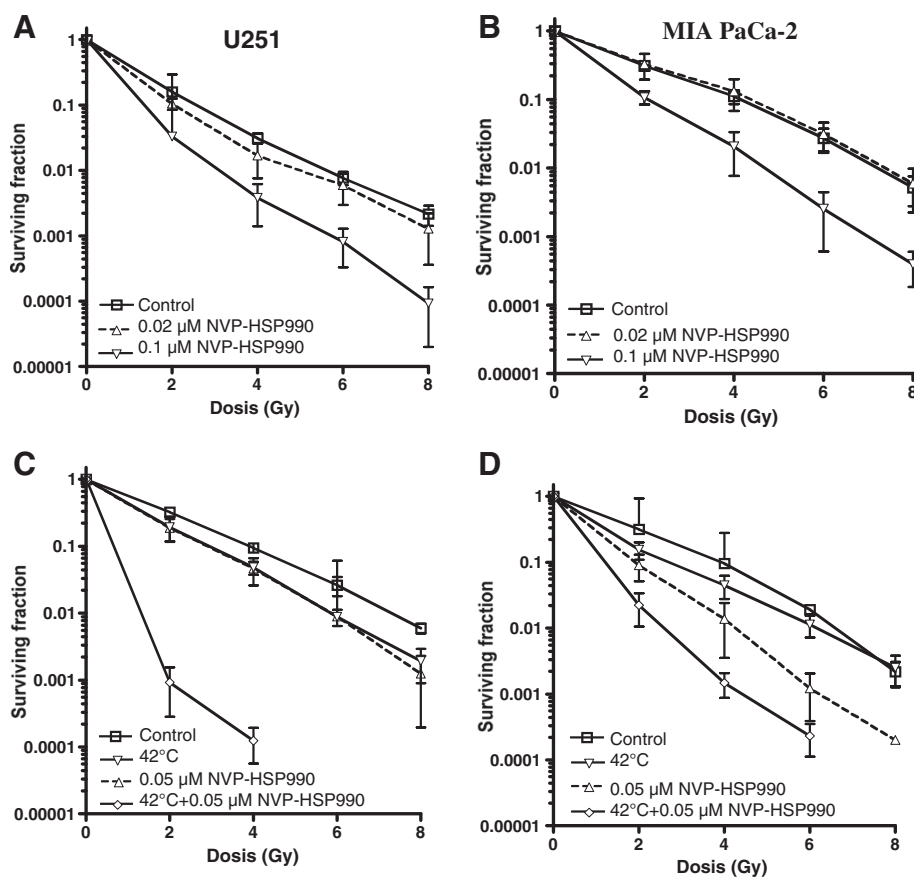 A
U251
1
0.1
0.01
0.001
0.0001
0.00001
Surviving fraction
Control
0.02 µM NVP-HSP990
0.1 µM NVP-HSP990
0 2 4 6 8
Dosis (Gy)
B
MIA PaCa-2
1
0.1
0.01
0.001
0.0001
0.00001
Surviving fraction
Control
0.02 µM NVP-HSP990
0.1 µM NVP-HSP990
0 2 4 6 8
Dosis (Gy)
C
1
0.1
0.01
0.001
0.0001
0.00001
Surviving fraction
Control
42°C
0.05 µM NVP-HSP990
42°C+0.05 µM NVP-HSP990
0 2 4 6 8
Dosis (Gy)
D
1
0.1
0.01
0.001
0.0001
0.00001
Surviving fraction
Control
42°C
0.05 µM NVP-HSP990
42°C+0.05 µM NVP-HSP990
0 2 4 6 8
Dosis (Gy)